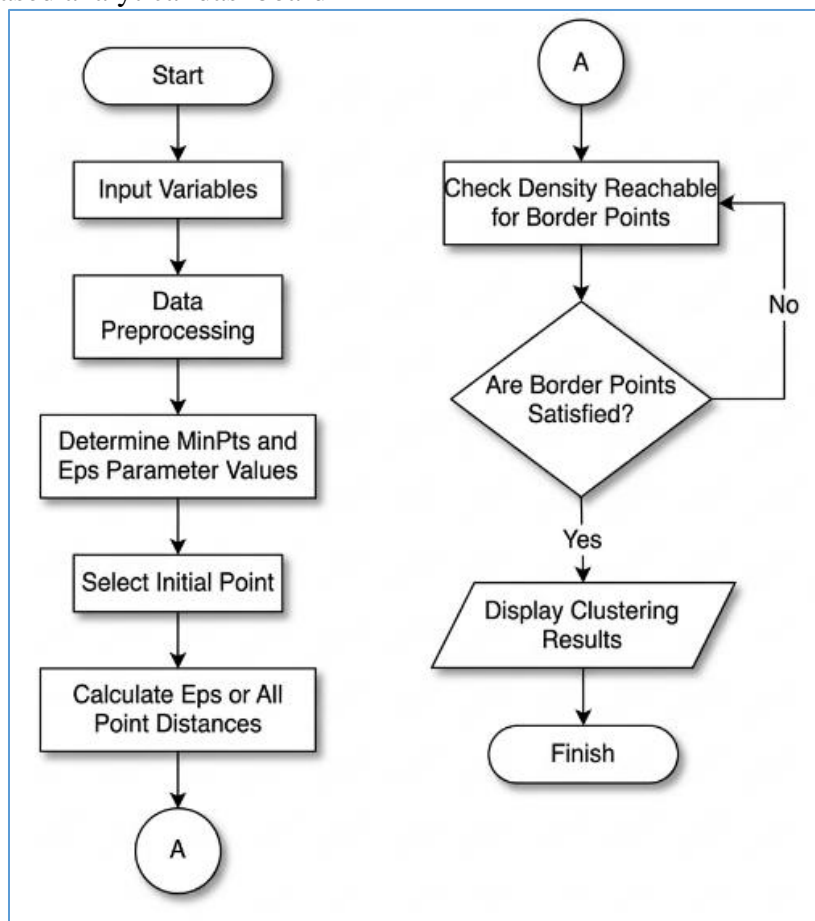 Start
Input Variables
Data
Preprocessing
Determine MinPts and
Eps Parameter Values
Select Initial Point
Calculate Eps or All
Point Distances
A
A
Check Density Reachable
for Border Points
No
Are Border Points
Satisfied?
Yes
Display Clustering
Results
Finish